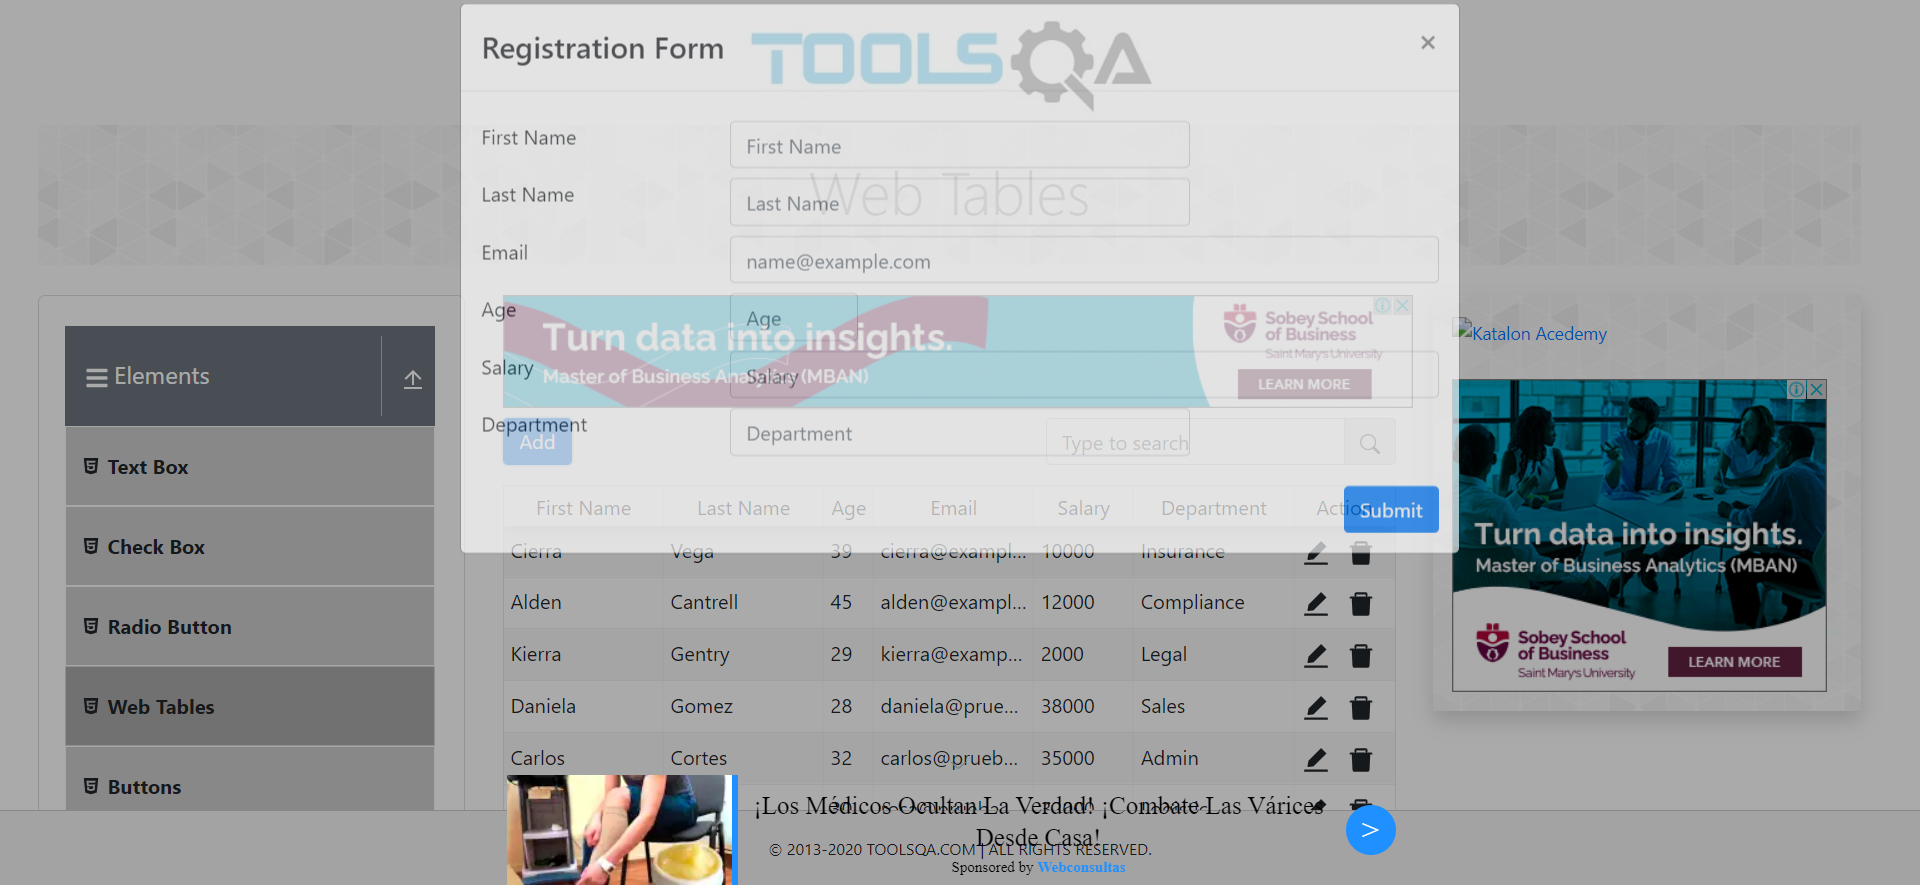 Registration Form
TOOLSQA
×
First Name
First Name
Last Name
Last Name
Web Tables
Email
name@example.com
Age
Age
Turn data into insights.
Master of Business Analytics (MBAN)
Sobey School
of Business
Saint Mary's University
LEARN MORE
Salary
Salary
Department
Department
Add
Type to search
Submit
First Name Last Name Age Email Salary Department Action
Cierra Vega 39 cierra@exampl... 10000 Insurance
Alden Cantrell 45 alden@exampl... 12000 Compliance
Kierra Gentry 29 kierra@examp... 2000 Legal
Daniela Gomez 28 daniela@prue... 38000 Sales
Carlos Cortes 32 carlos@prueb... 35000 Admin
Elements
Text Box
Check Box
Radio Button
Web Tables
Buttons
Katalon Acedemy
Turn data into insights.
Master of Business Analytics (MBAN)
Sobey School
of Business
Saint Mary's University
LEARN MORE
¡Los Médicos Ocultan La Verdad! ¡Combate Las Várices
Desde Casa!
© 2013-2020 TOOLSQA.COM | ALL RIGHTS RESERVED.
Sponsored by Webconsultas
>